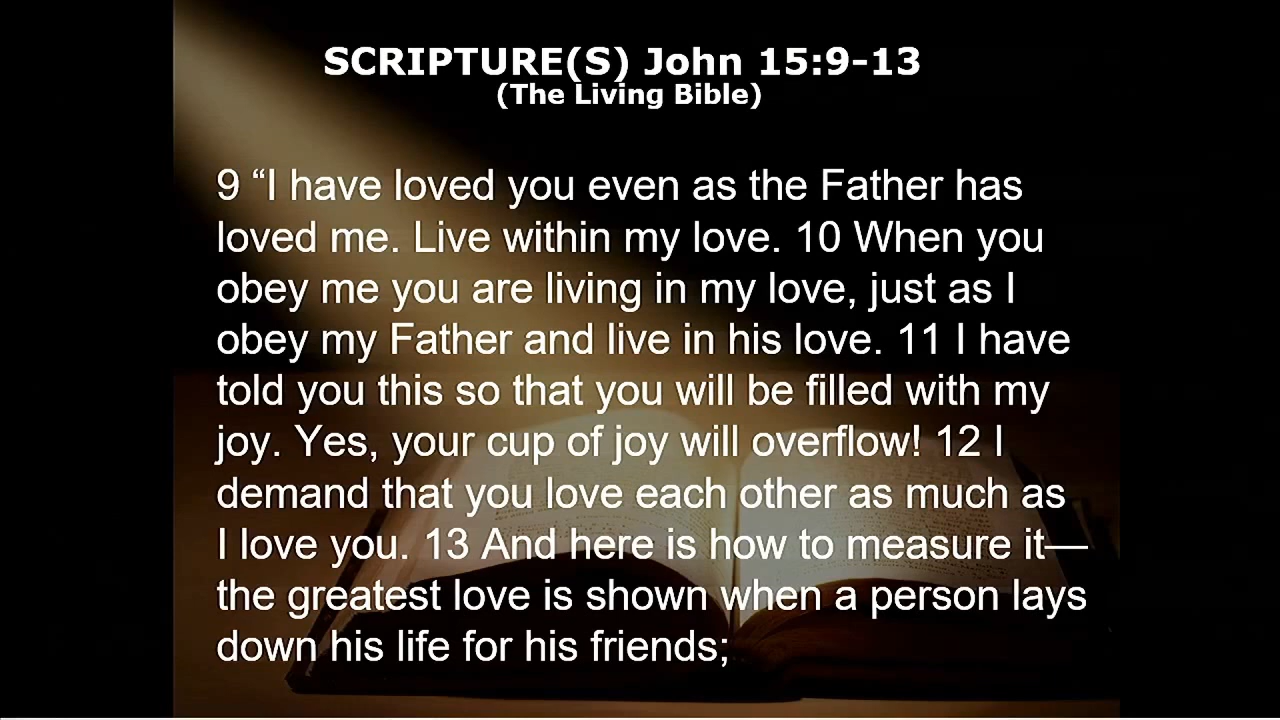 SCRIPTURE(S) John 15:9-13
(The Living Bible)
9 “I have loved you even as the Father has
loved me. Live within my love. 10 When you
obey me you are living in my love, just as I
obey my Father and live in his love. 11 I have
told you this so that you will be filled with my
joy. Yes, your cup of joy will overflow! 12 I
demand that you love each other as much as
I love you. 13 And here is how to measure it—
the greatest love is shown when a person lays
down his life for his friends;